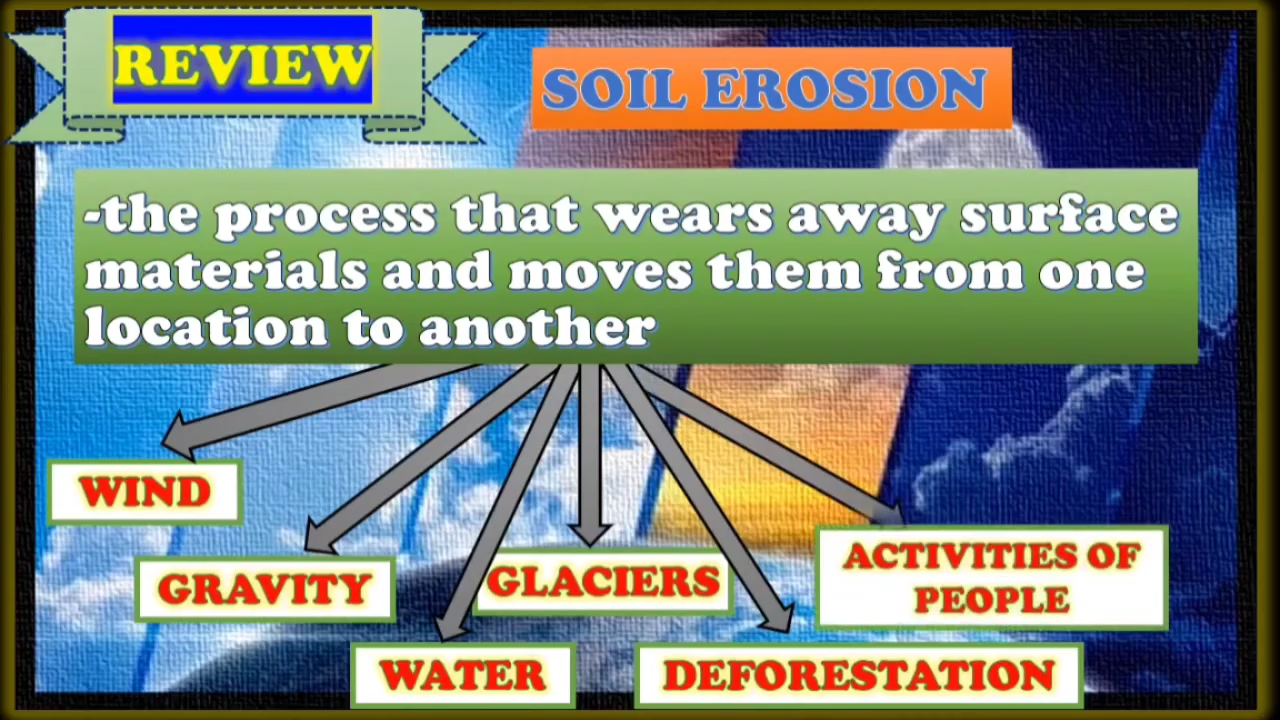 REVIEW
SOIL EROSION
-the process that wears away surface
materials and moves them from one
location to another
WIND
GRAVITY
GLACIERS
ACTIVITIES OF
PEOPLE
WATER
DEFORESTATION